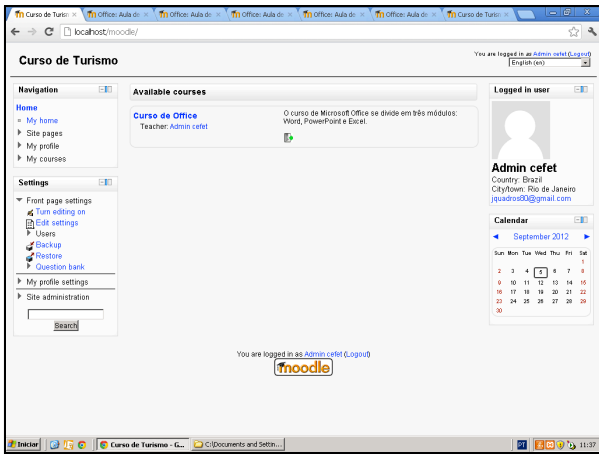 Curso de Turisn
Office: Aula do
Office: Aula do
Office: Aula do
Office: Aula do
Office: Aula do
Curso de Turisn
localhost/moodle/
Curso de Turismo
You are logged in as Admin cefet (Logout)
English (en)
Navigation
Home
My home
Site pages
My profile
My courses
Settings
Front page settings
Turn editing on
Edit settings
Users
Backup
Restore
Question bank
My profile settings
Site administration
Search
Available courses
Curso de Office
Teacher: Admin cefet
O curso de Microsoft Office se divide em três módulos:
Word, PowerPoint e Excel.
Logged in user
Admin cefet
Country: Brazil
City/town: Rio de Janeiro
jquadros80@gmail.com
Calendar
September 2012
Sun Mon Tue Wed Thu Fri Sat
1
2 3 4 5 6 7 8
9 10 11 12 13 14 15
16 17 18 19 20 21 22
23 24 25 26 27 28 29
30
You are logged in as Admin cefet (Logout)
moodle
Iniciar
Curso de Turismo - G...
C:\Documents and Settin...
PT
11:37